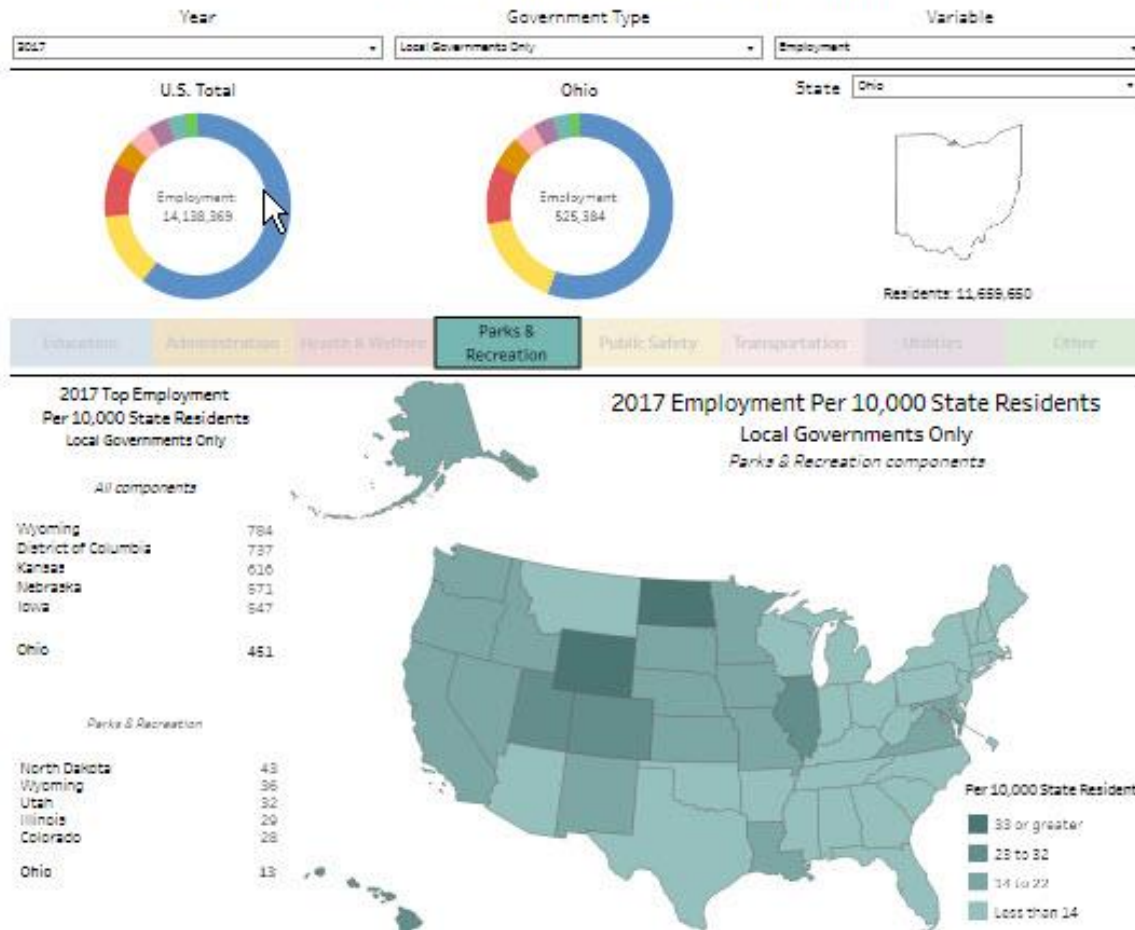 Year
Government Type
Variable
2017
Local Governments Only
Employment
U.S. Total
Ohio
State
Ohio
Employment
14,138,369
Employment
525,384
Residents: 11,659,650
Education
Administration
Health & Welfare
Parks &
Recreation
Public Safety
Transportation
Utilities
Other
2017 Top Employment
Per 10,000 State Residents
Local Governments Only
All components
Wyoming 784
District of Columbia 737
Kansas 616
Nebraska 571
Iowa 547
Ohio 451
Parks & Recreation
North Dakota 43
Wyoming 36
Utah 32
Illinois 29
Colorado 28
Ohio 13
2017 Employment Per 10,000 State Residents
Local Governments Only
Parks & Recreation components
Per 10,000 State Resident
33 or greater
23 to 32
14 to 22
Less than 14